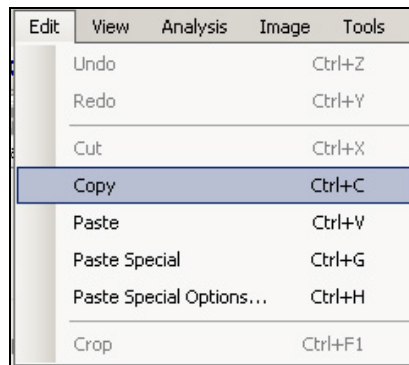 Edit View Analysis Image Tools
Undo Ctrl+Z
Redo Ctrl+Y
Cut Ctrl+X
Copy Ctrl+C
Paste Ctrl+V
Paste Special Ctrl+G
Paste Special Options... Ctrl+H
Crop Ctrl+F1